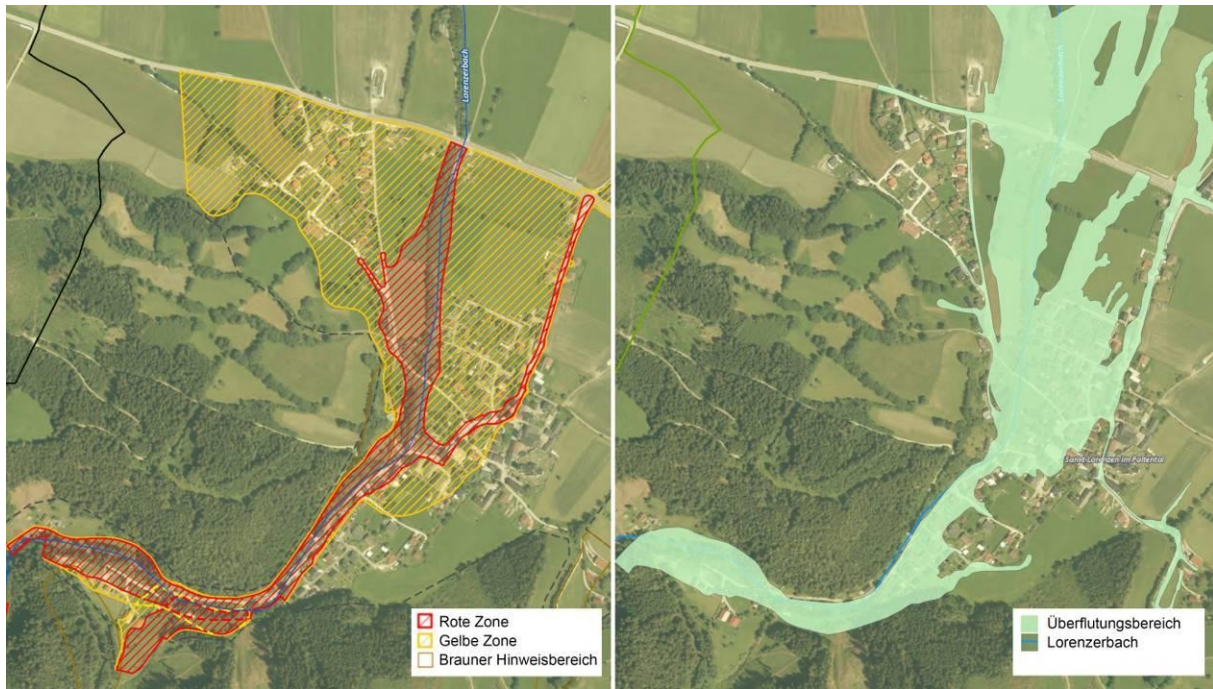 Lorenzerbach
Rote Zone
Gelbe Zone
Brauner Hinweisbereich
Lorenzerbach
Sankt Lorenzen im Paltental
Überflutungsbereich
Lorenzerbach